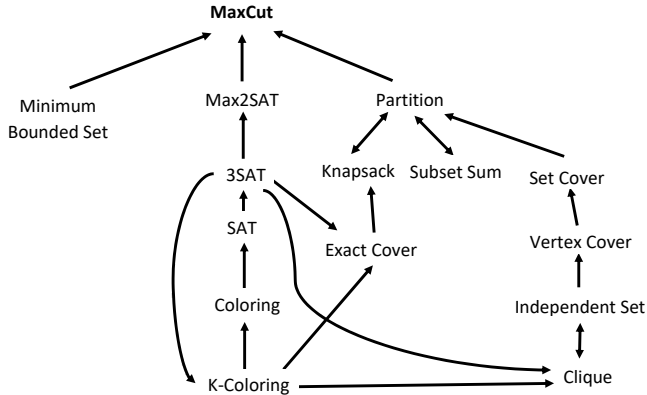 MaxCut
Minimum
Bounded Set
Max2SAT
Partition
3SAT
Knapsack
Subset Sum
Set Cover
SAT
Exact Cover
Vertex Cover
Coloring
Independent Set
K-Coloring
Clique